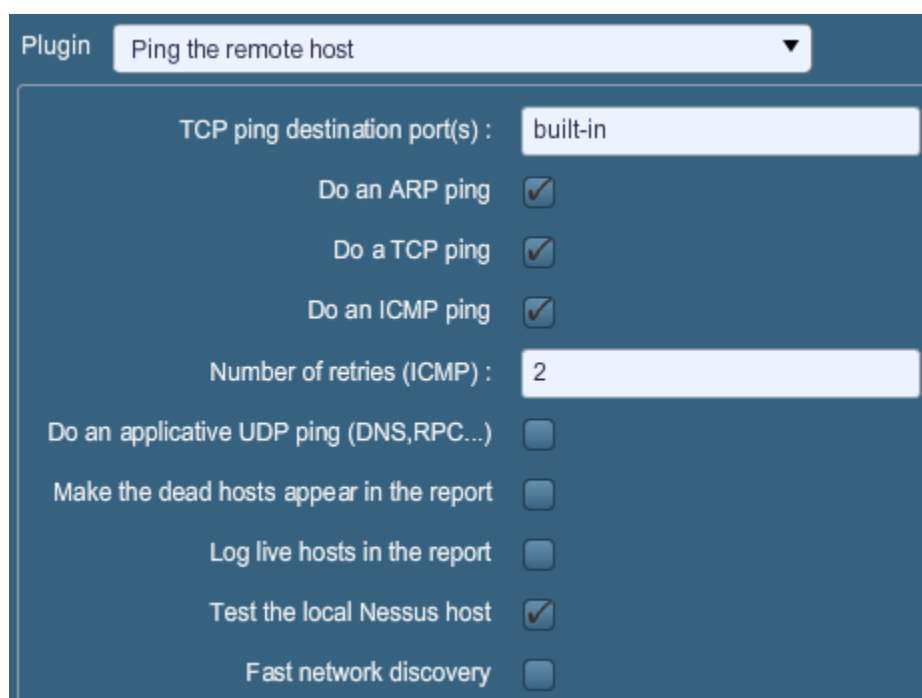 Plugin Ping the remote host
TCP ping destination port(s) : built-in
Do an ARP ping
Do a TCP ping
Do an ICMP ping
Number of retries (ICMP) : 2
Do an applicative UDP ping (DNS,RPC...)
Make the dead hosts appear in the report
Log live hosts in the report
Test the local Nessus host
Fast network discovery